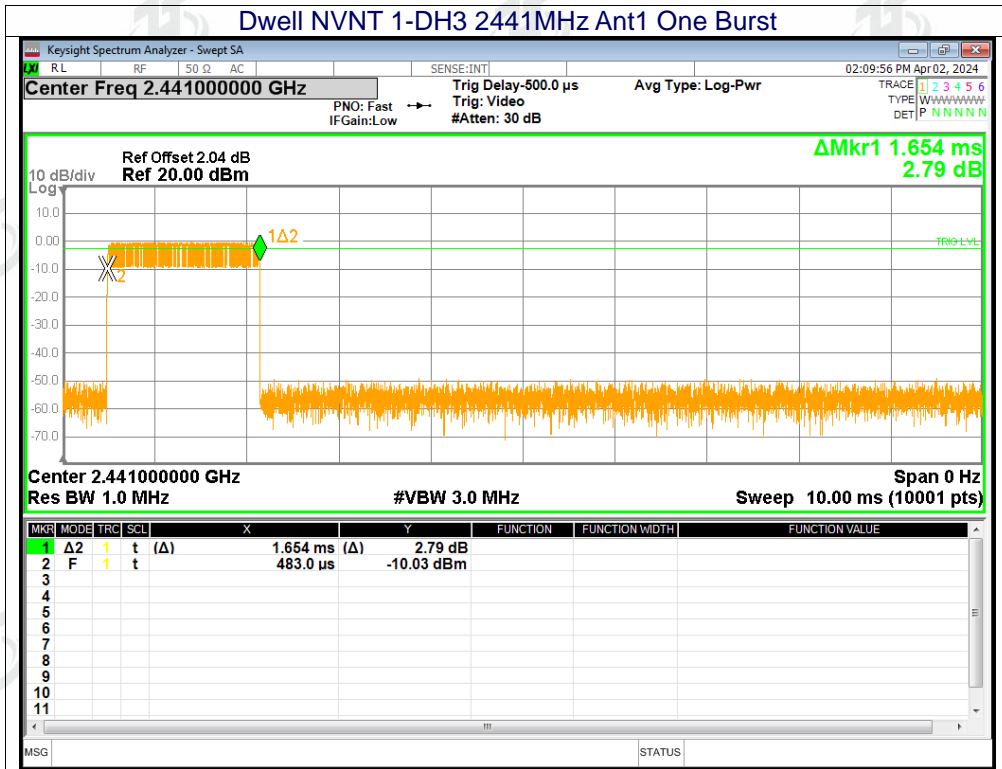 Dwell NVNT 1-DH3 2441MHz Ant1 One Burst
Keysight Spectrum Analyzer - Swept SA
LXI RL RF 50 Ω AC SENSE:INT 02:09:56 PM Apr 02, 2024
Center Freq 2.441000000 GHz
PNO: Fast
IFGain:Low
Trig Delay-500.0 µs
Trig: Video
#Atten: 30 dB
Avg Type: Log-Pwr
TRACE 1 2 3 4 5 6
TYPE WWWWWWW
DET P N N N N N
ΔMkr1 1.654 ms
2.79 dB
Ref Offset 2.04 dB
10 dB/div Ref 20.00 dBm
Log
10.0
0.00
-10.0
-20.0
-30.0
-40.0
-50.0
-60.0
-70.0
1Δ2
TRIG LVL
2
Center 2.441000000 GHz Span 0 Hz
Res BW 1.0 MHz #VBW 3.0 MHz Sweep 10.00 ms (10001 pts)
MKR MODE TRC SCL X Y FUNCTION FUNCTION WIDTH FUNCTION VALUE
1 Δ2 1 t (Δ) 1.654 ms (Δ) 2.79 dB
2 F 1 t 483.0 µs -10.03 dBm
3
4
5
6
7
8
9
10
11
MSG STATUS